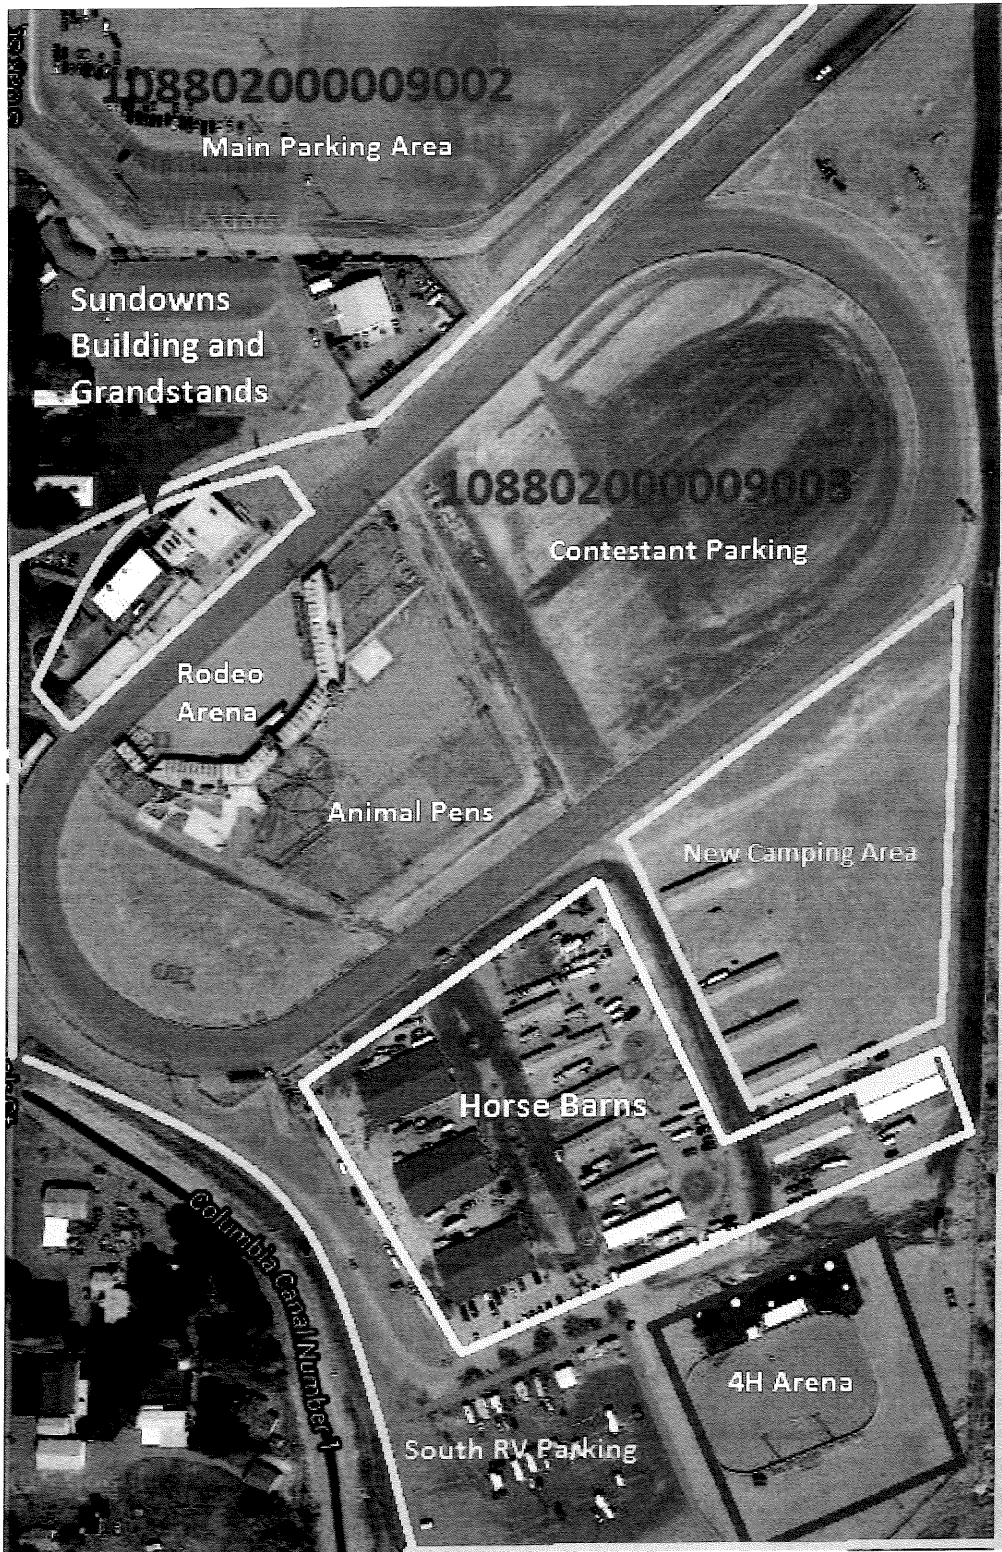 108802000009002
Main Parking Area
Sundowns
Building and
Grandstands
108802000009003
Contestant Parking
Rodeo
Arena
Animal Pens
New Camping Area
Horse Barns
Columbia Canal Number 1
4H Arena
South RV Parking